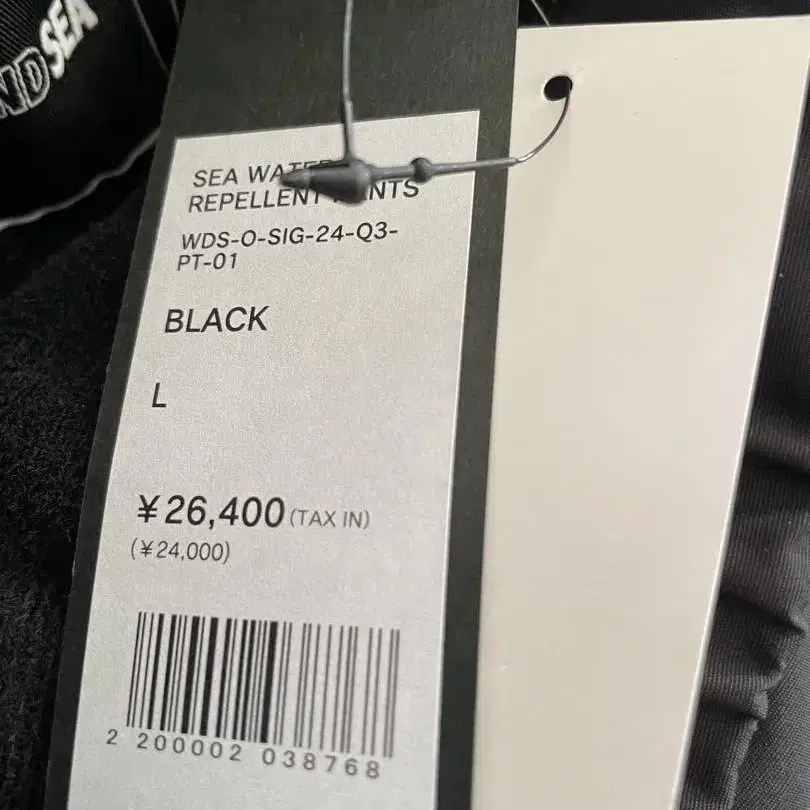 SEA
SEA WATER
REPELLENT PANTS
WDS-O-SIG-24-Q3-
PT-01
BLACK
L
¥26,400 (TAX IN)
(¥24,000)
2 200002 038768